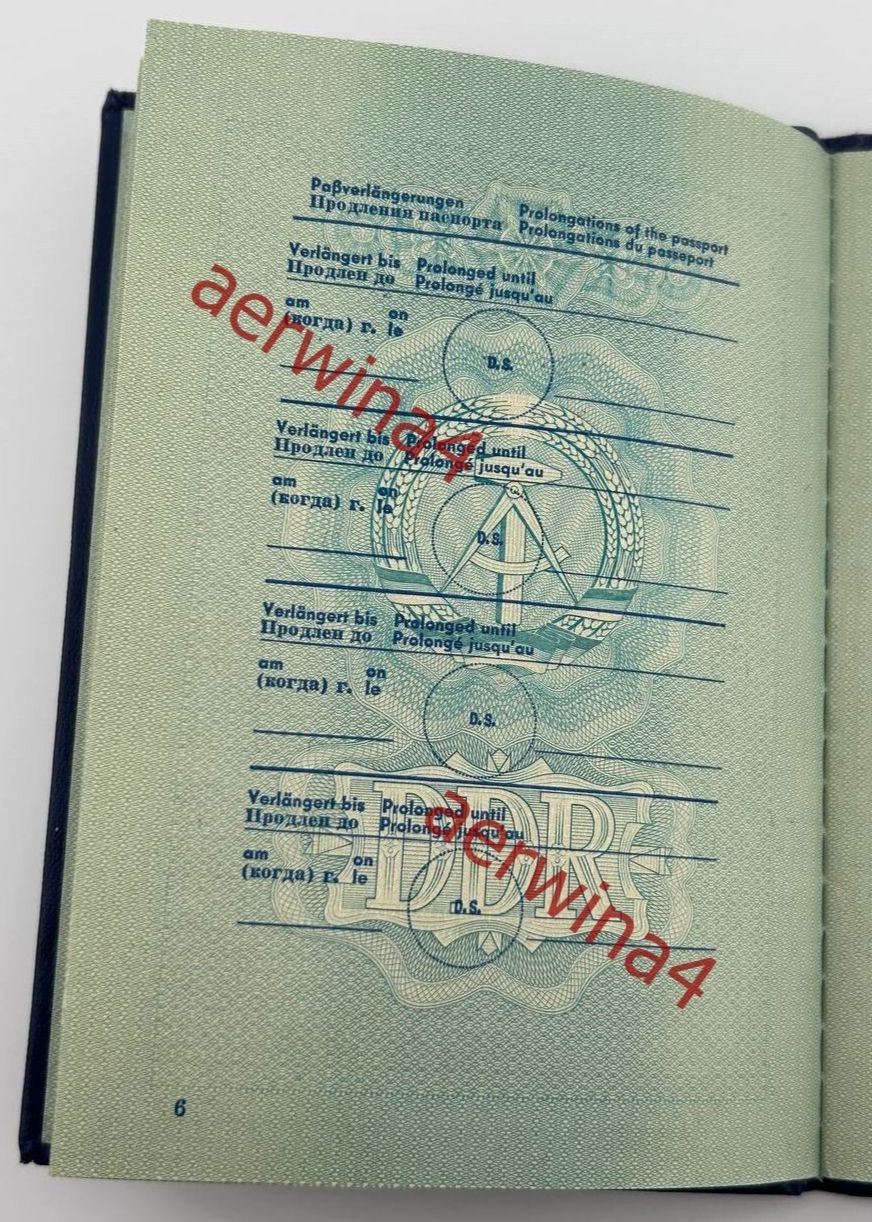 Paßverlängerungen
Продления паспорта
Prolongations of the passport
Prolongations du passeport
Verlängert bis Prolonged until
Продлен до Prolongé jusqu'au
am on
(когда) г. le
D.S.
Verlängert bis Prolonged until
Продлен до Prolongé jusqu'au
am on
(когда) г. le
D.S.
Verlängert bis Prolonged until
Продлен до Prolongé jusqu'au
am on
(когда) г. le
D.S.
Verlängert bis Prolonged until
Продлен до Prolongé jusqu'au
am on
(когда) г. le
D.S.
DDR
6
aerwina4
aerwina4